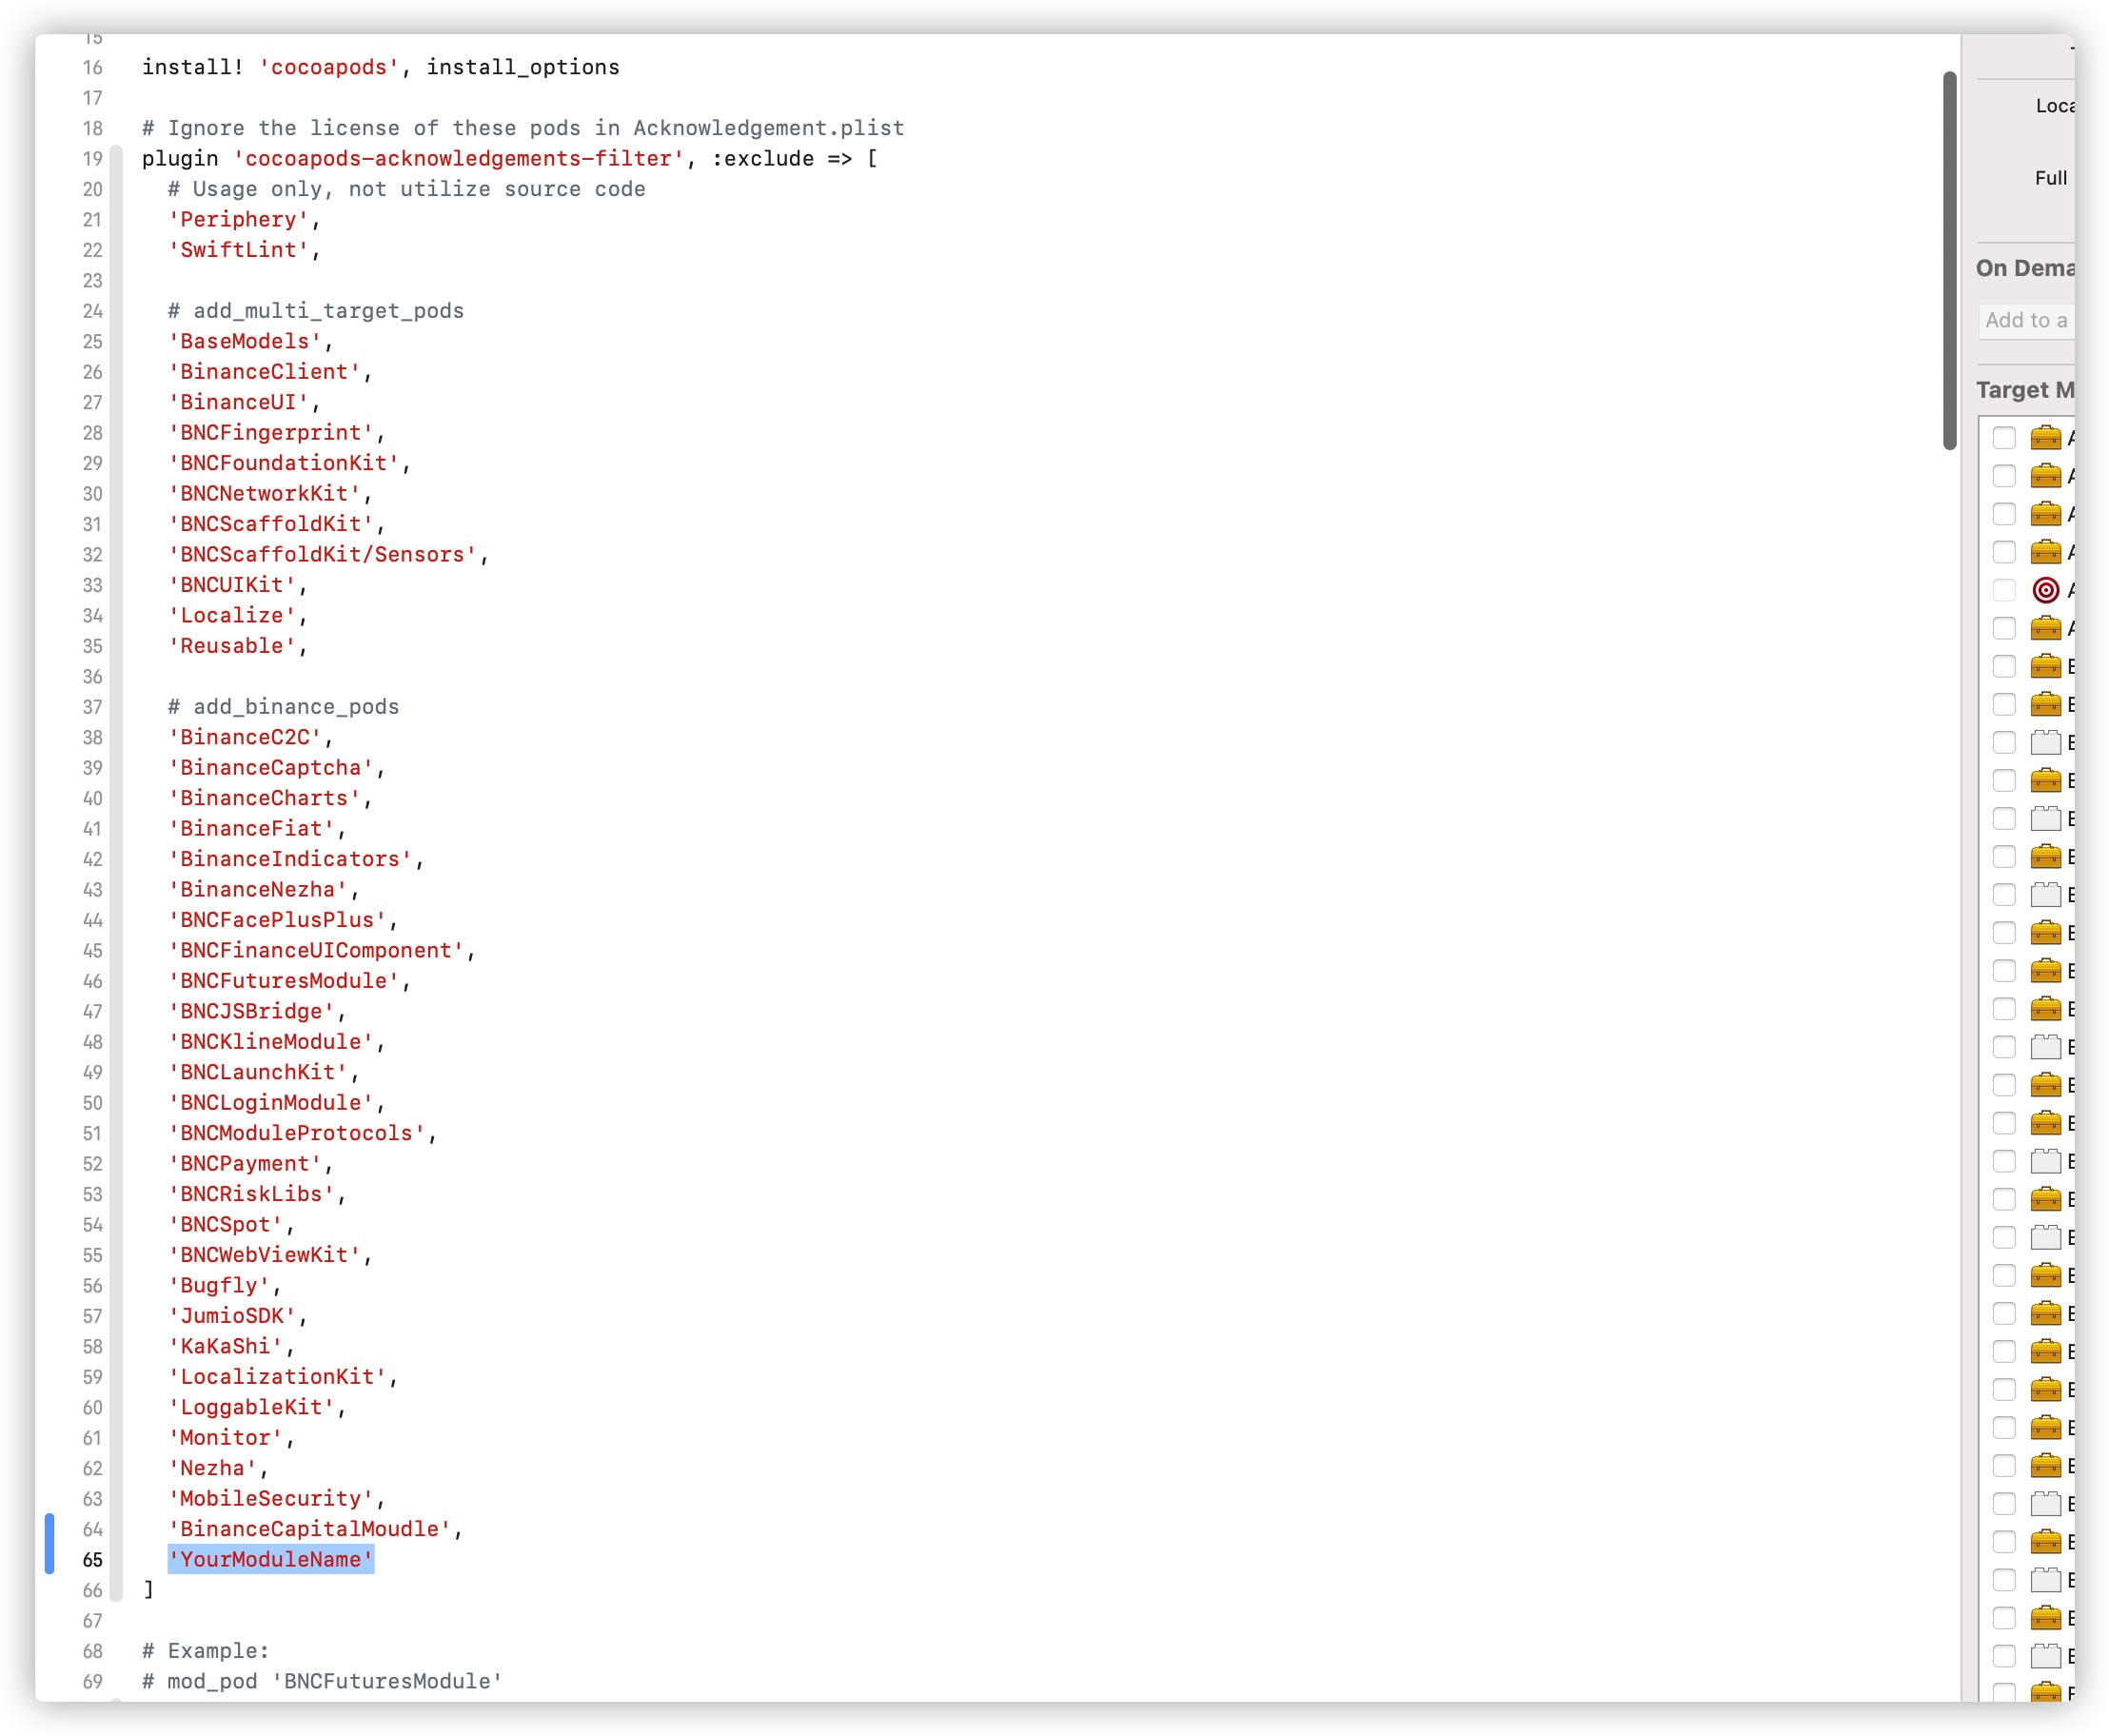 15
16 install! 'cocoapods', install_options
17
18 # Ignore the license of these pods in Acknowledgement.plist
19 plugin 'cocoapods-acknowledgements-filter', :exclude => [
20 # Usage only, not utilize source code
21 'Periphery',
22 'SwiftLint',
23
24 # add_multi_target_pods
25 'BaseModels',
26 'BinanceClient',
27 'BinanceUI',
28 'BNCFingerprint',
29 'BNCFoundationKit',
30 'BNCNetworkKit',
31 'BNCScaffoldKit',
32 'BNCScaffoldKit/Sensors',
33 'BNCUIKit',
34 'Localize',
35 'Reusable',
36
37 # add_binance_pods
38 'BinanceC2C',
39 'BinanceCaptcha',
40 'BinanceCharts',
41 'BinanceFiat',
42 'BinanceIndicators',
43 'BinanceNezha',
44 'BNCFacePlusPlus',
45 'BNCFinanceUIComponent',
46 'BNCFuturesModule',
47 'BNCJSBridge',
48 'BNCKlineModule',
49 'BNCLaunchKit',
50 'BNCLoginModule',
51 'BNCModuleProtocols',
52 'BNCPayment',
53 'BNCRiskLibs',
54 'BNCSpot',
55 'BNCWebViewKit',
56 'Bugfly',
57 'JumioSDK',
58 'KaKaShi',
59 'LocalizationKit',
60 'LoggableKit',
61 'Monitor',
62 'Nezha',
63 'MobileSecurity',
64 'BinanceCapitalMoudle',
65 'YourModuleName'
66 ]
67
68 # Example:
69 # mod_pod 'BNCFuturesModule'
Loca
Full
On Dema
Add to a
Target M